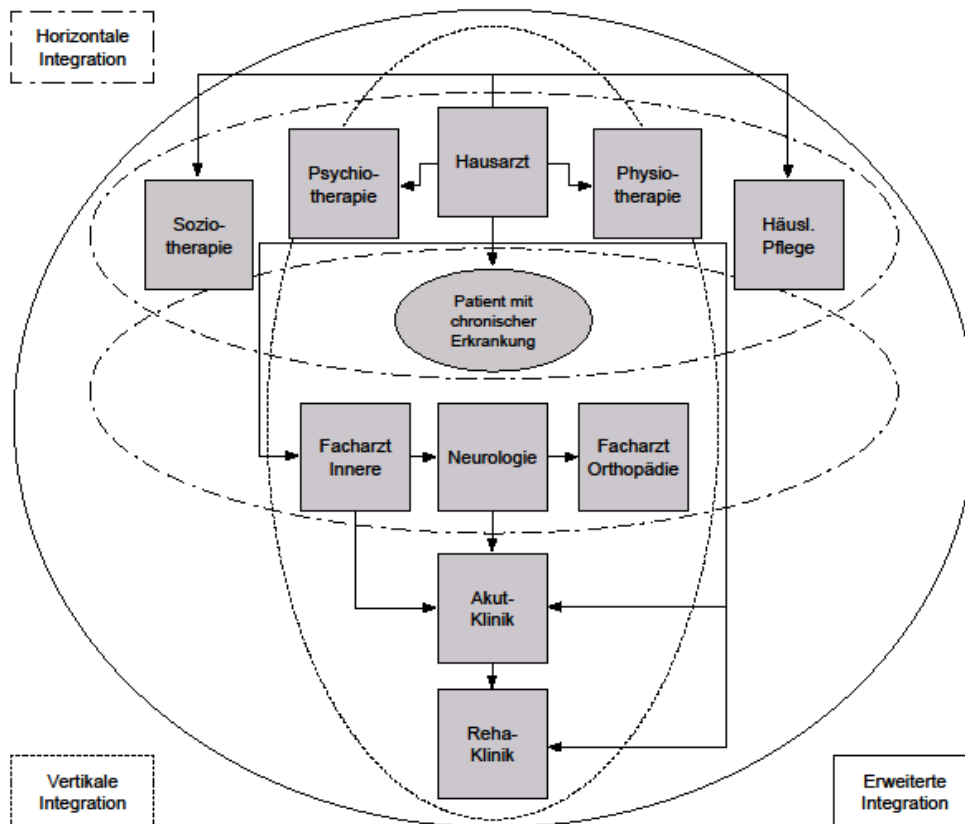 Horizontale
Integration
Hausarzt
Psychio-
therapie
Physio-
therapie
Sozio-
therapie
Häusl.
Pflege
Patient mit
chronischer
Erkrankung
Facharzt
Innere
Neurologie
Facharzt
Orthopädie
Akut-
Klinik
Reha-
Klinik
Vertikale
Integration
Erweiterte
Integration